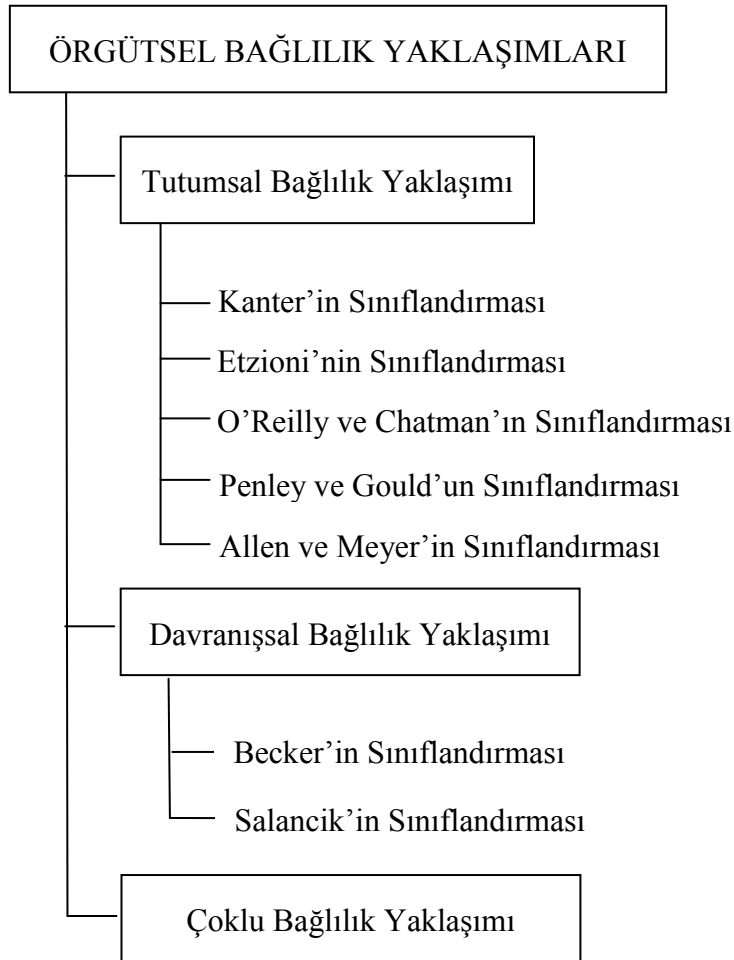 ÖRGÜTSEL BAĞLILIK YAKLAŞIMLARI
Tutumsal Bağlılık Yaklaşımı
Kanter’in Sınıflandırması
Etzioni’nin Sınıflandırması
O’Reilly ve Chatman’ın Sınıflandırması
Penley ve Gould’un Sınıflandırması
Allen ve Meyer’in Sınıflandırması
Davranışsal Bağlılık Yaklaşımı
Becker’in Sınıflandırması
Salancik’in Sınıflandırması
Çoklu Bağlılık Yaklaşımı